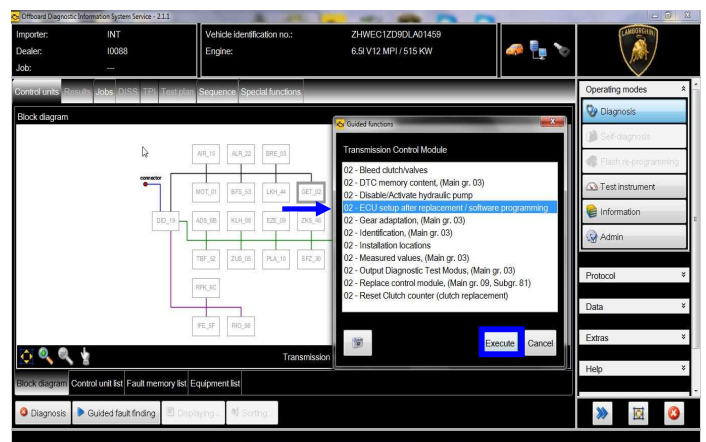 Offboard Diagnostic Information System Service - 2.1.1
Importer: INT
Dealer: I0088
Job: ---
Vehicle identification no.: ZHWEC1ZD9DLA01459
Engine: 6.5l V12 MPI / 515 KW
LAMBORGHINI
Control units Results Jobs DISS TPI Test plan Sequence Special functions
Block diagram
AIR_15 ALR_22 BRE_03
connector
MOT_01 BFS_53 LKH_44 GET_02
DID_19 ADS_6B KLH_08 EZE_09 ZKS_46
TBF_52 ZUS_05 PLA_10 SFZ_30
RFK_6C
IFE_5F RIO_56
Transmission
Block diagram Control unit list Fault memory list Equipment list
Diagnosis Guided fault finding Displaying... Sorting...
Guided functions
Transmission Control Module
02 - Bleed clutch/valves
02 - DTC memory content, (Main gr. 03)
02 - Disable/Activate hydraulic pump
02 - ECU setup after replacement / software programming
02 - Gear adaptation, (Main gr. 03)
02 - Identification, (Main gr. 03)
02 - Installation locations
02 - Measured values, (Main gr. 03)
02 - Output Diagnostic Test Modus, (Main gr. 03)
02 - Replace control module, (Main gr. 09, Subgr. 81)
02 - Reset Clutch counter (clutch replacement)
Execute Cancel
Operating modes
Diagnosis
Self-diagnosis
Flash re-programming
Test instrument
Information
Admin
Protocol
Data
Extras
Help